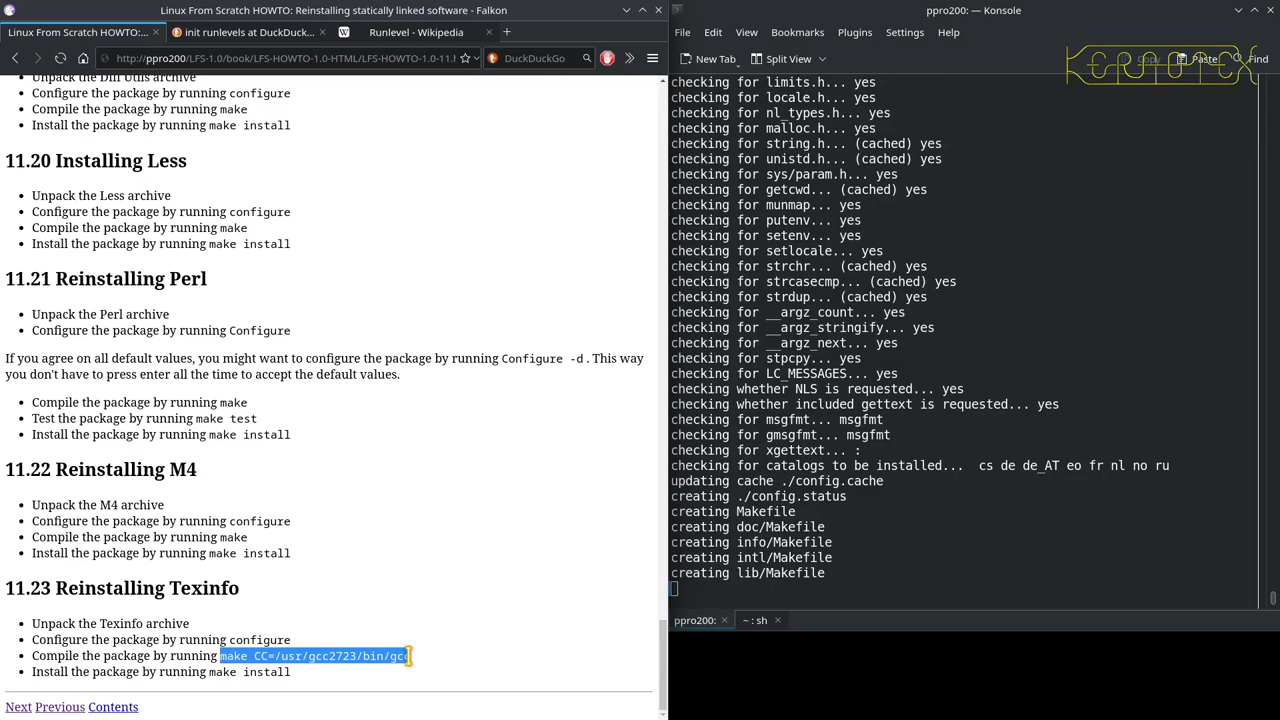 Linux From Scratch HOWTO: Reinstalling statically linked software - Falkon
Linux From Scratch HOWTO:...
init runlevels at DuckDuck...
Runlevel - Wikipedia
http://ppro200/LFS-1.0/book/LFS-HOWTO-1.0-HTML/LFS-HOWTO-1.0-11.h
DuckDuckGo
Unpack the Diff Utils archive
Configure the package by running configure
Compile the package by running make
Install the package by running make install
11.20 Installing Less
Unpack the Less archive
Configure the package by running configure
Compile the package by running make
Install the package by running make install
11.21 Reinstalling Perl
Unpack the Perl archive
Configure the package by running Configure
If you agree on all default values, you might want to configure the package by running Configure -d . This way
you don't have to press enter all the time to accept the default values.
Compile the package by running make
Test the package by running make test
Install the package by running make install
11.22 Reinstalling M4
Unpack the M4 archive
Configure the package by running configure
Compile the package by running make
Install the package by running make install
11.23 Reinstalling Texinfo
Unpack the Texinfo archive
Configure the package by running configure
Compile the package by running make CC=/usr/gcc2723/bin/gcc
Install the package by running make install
Next Previous Contents
ppro200: — Konsole
File Edit View Bookmarks Plugins Settings Help
New Tab Split View Copy Paste Find
checking for limits.h... yes
checking for locale.h... yes
checking for nl_types.h... yes
checking for malloc.h... yes
checking for string.h... (cached) yes
checking for unistd.h... (cached) yes
checking for sys/param.h... yes
checking for getcwd... (cached) yes
checking for munmap... yes
checking for putenv... yes
checking for setenv... yes
checking for setlocale... yes
checking for strchr... (cached) yes
checking for strcasecmp... (cached) yes
checking for strdup... (cached) yes
checking for __argz_count... yes
checking for __argz_stringify... yes
checking for __argz_next... yes
checking for stpcpy... yes
checking for LC_MESSAGES... yes
checking whether NLS is requested... yes
checking whether included gettext is requested... yes
checking for msgfmt... msgfmt
checking for gmsgfmt... msgfmt
checking for xgettext... :
checking for catalogs to be installed...  cs de de_AT eo fr nl no ru
updating cache ./config.cache
creating ./config.status
creating Makefile
creating doc/Makefile
creating info/Makefile
creating intl/Makefile
creating lib/Makefile
ppro200:
~ : sh